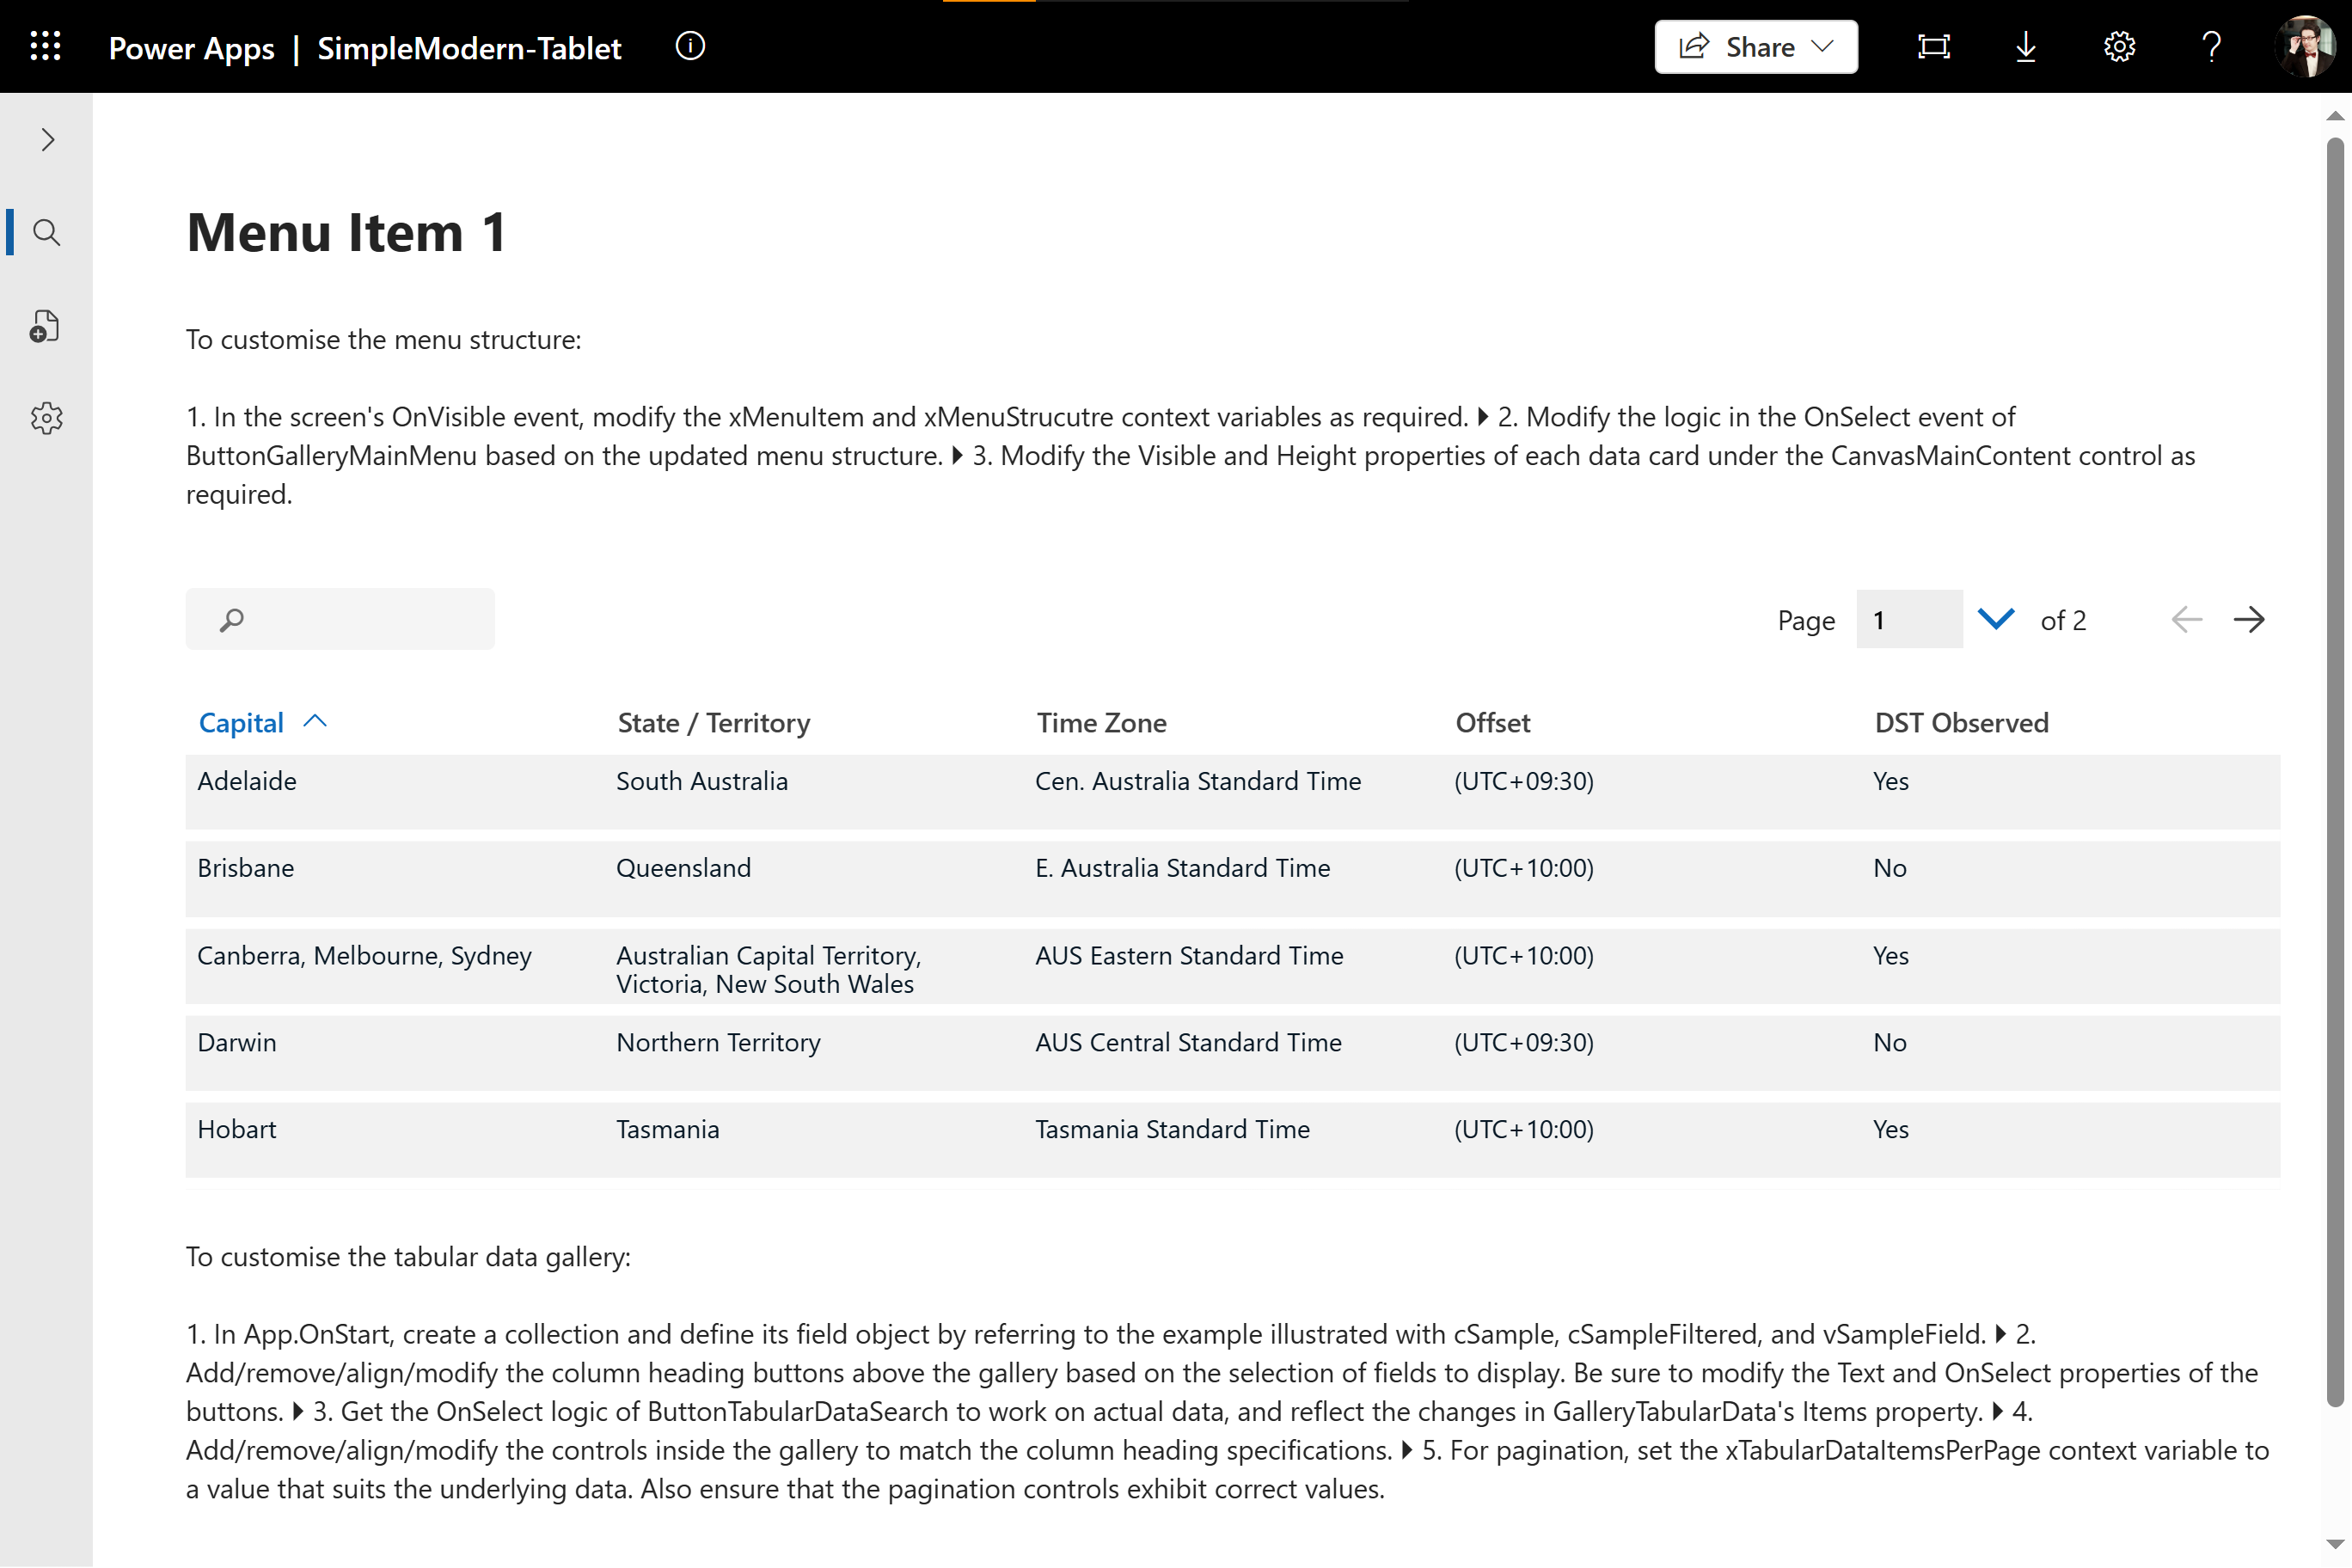 Power Apps | SimpleModern-Tablet
Share
Menu Item 1
To customise the menu structure:
1. In the screen's OnVisible event, modify the xMenuItem and xMenuStrucutre context variables as required. ▶ 2. Modify the logic in the OnSelect event of
ButtonGalleryMainMenu based on the updated menu structure. ▶ 3. Modify the Visible and Height properties of each data card under the CanvasMainContent control as
required.
Page 1 of 2
Capital State / Territory Time Zone Offset DST Observed
Adelaide South Australia Cen. Australia Standard Time (UTC+09:30) Yes
Brisbane Queensland E. Australia Standard Time (UTC+10:00) No
Canberra, Melbourne, Sydney Australian Capital Territory, AUS Eastern Standard Time (UTC+10:00) Yes
Victoria, New South Wales
Darwin Northern Territory AUS Central Standard Time (UTC+09:30) No
Hobart Tasmania Tasmania Standard Time (UTC+10:00) Yes
To customise the tabular data gallery:
1. In App.OnStart, create a collection and define its field object by referring to the example illustrated with cSample, cSampleFiltered, and vSampleField. ▶ 2.
Add/remove/align/modify the column heading buttons above the gallery based on the selection of fields to display. Be sure to modify the Text and OnSelect properties of the
buttons. ▶ 3. Get the OnSelect logic of ButtonTabularDataSearch to work on actual data, and reflect the changes in GalleryTabularData's Items property. ▶ 4.
Add/remove/align/modify the controls inside the gallery to match the column heading specifications. ▶ 5. For pagination, set the xTabularDataItemsPerPage context variable to
a value that suits the underlying data. Also ensure that the pagination controls exhibit correct values.